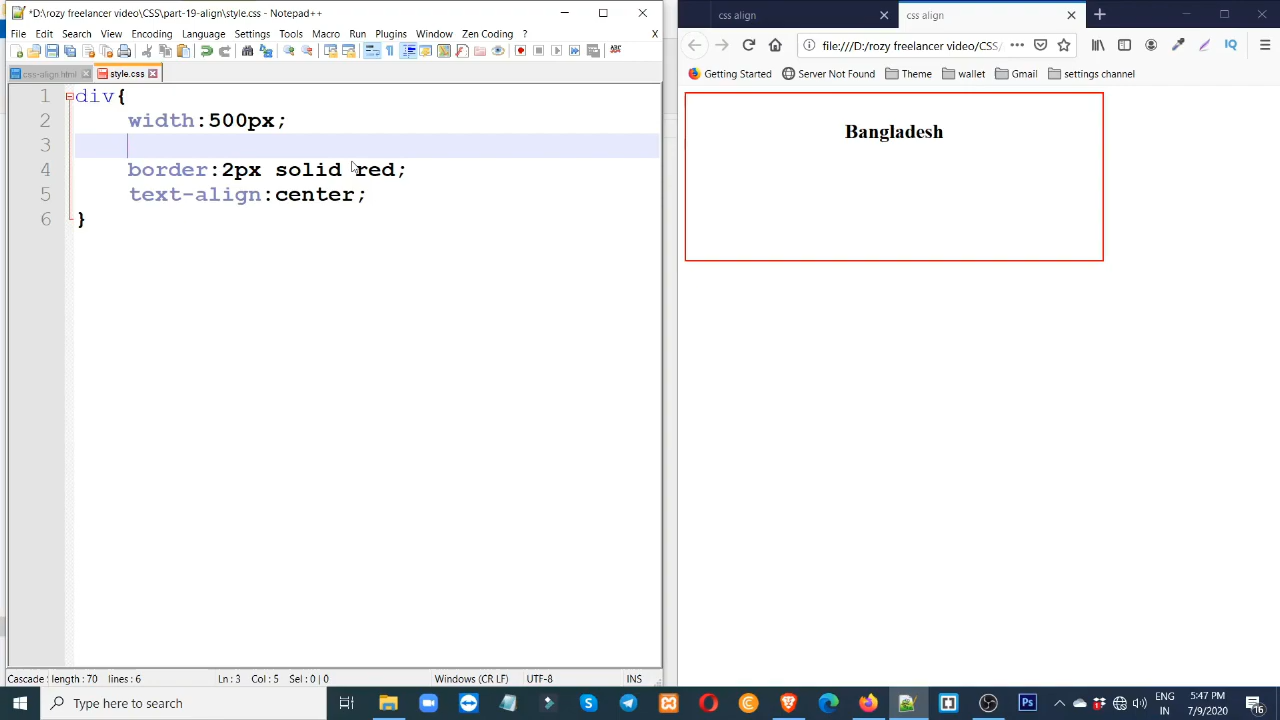 *D:\rozy freelancer video\CSS\part-19-align\style.css - Notepad++
File Edit Search View Encoding Language Settings Tools Macro Run Plugins Window Zen Coding ? X
css-align.html style.css
1 div{
2 width:500px;
3
4 border:2px solid red;
5 text-align:center;
6 }
Cascade length : 70 lines : 6 Ln : 3 Col : 5 Sel : 0 | 0 Windows (CR LF) UTF-8 INS
css align css align
file:///D:/rozy freelancer video/CSS/
Getting Started Server Not Found Theme wallet Gmail settings channel
Bangladesh
Type here to search
ENG 5:47 PM
IN 7/9/2020 16